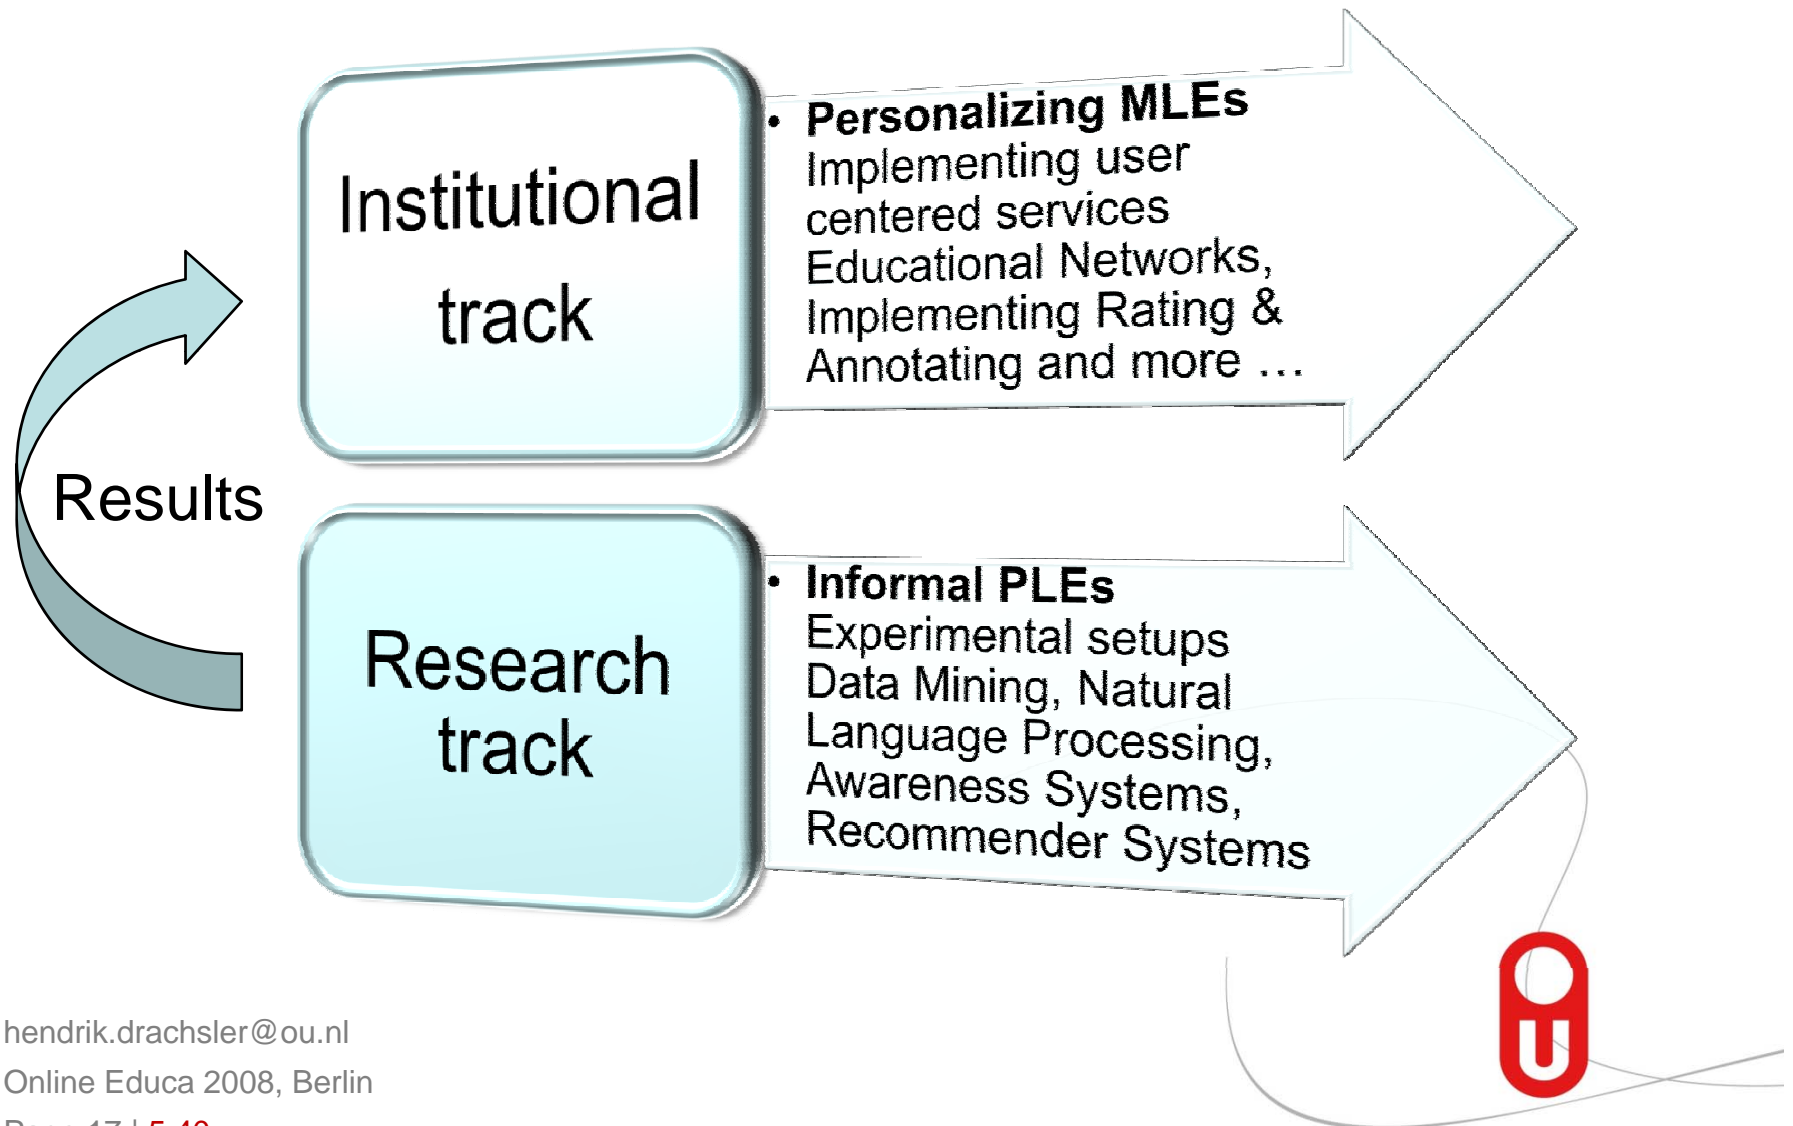 Institutional
track
• Personalizing MLEs
Implementing user
centered services
Educational Networks,
Implementing Rating &
Annotating and more …
Results
Research
track
• Informal PLEs
Experimental setups
Data Mining, Natural
Language Processing,
Awareness Systems,
Recommender Systems
U
hendrik.drachsler@ou.nl
Online Educa 2008, Berlin